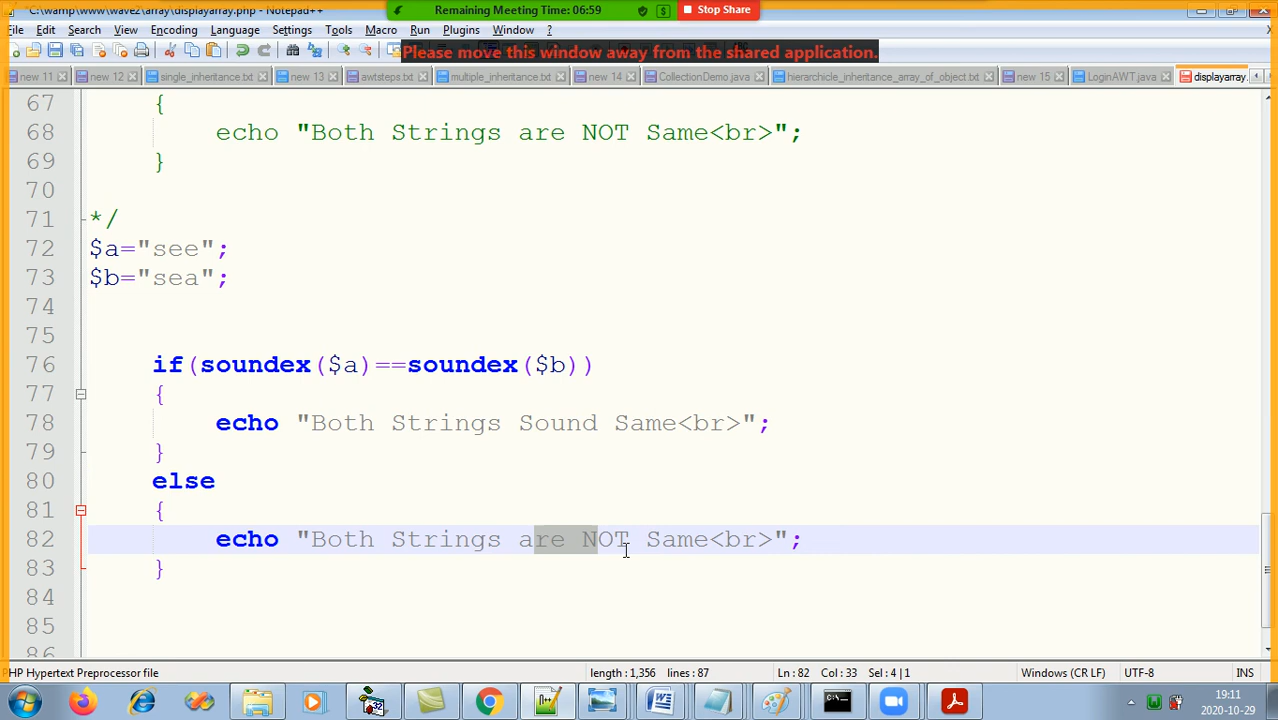 *C:\wamp\www\wave2\array\displayarray.php - Notepad++
Remaining Meeting Time: 06:59
Stop Share
File Edit Search View Encoding Language Settings Tools Macro Run Plugins Window ?
Please move this window away from the shared application.
new 11 new 12 single_inheritance.txt new 13 awtsteps.txt multiple_inheritance.txt new 14 CollectionDemo.java hierarchicle_inheritance_array_of_object.txt new 15 LoginAWT.java displayarray.
67 {
68 echo "Both Strings are NOT Same<br>";
69 }
70
71 */
72 $a="see";
73 $b="sea";
74
75
76 if(soundex($a)==soundex($b))
77 {
78 echo "Both Strings Sound Same<br>";
79 }
80 else
81 {
82 echo "Both Strings are NOT Same<br>";
83 }
84
85
86
PHP Hypertext Preprocessor file length : 1,356 lines : 87 Ln : 82 Col : 33 Sel : 4 | 1 Windows (CR LF) UTF-8 INS
19:11
2020-10-29